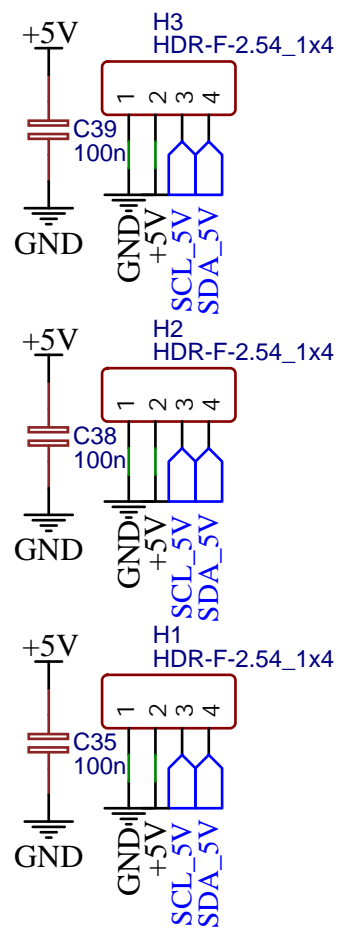 H3
HDR-F-2.54_1x4
+5V
1 2 3 4
C39
100n
GND
GND
+5V
SCL_5V
SDA_5V
H2
HDR-F-2.54_1x4
+5V
1 2 3 4
C38
100n
GND
GND
+5V
SCL_5V
SDA_5V
H1
HDR-F-2.54_1x4
+5V
1 2 3 4
C35
100n
GND
GND
+5V
SCL_5V
SDA_5V